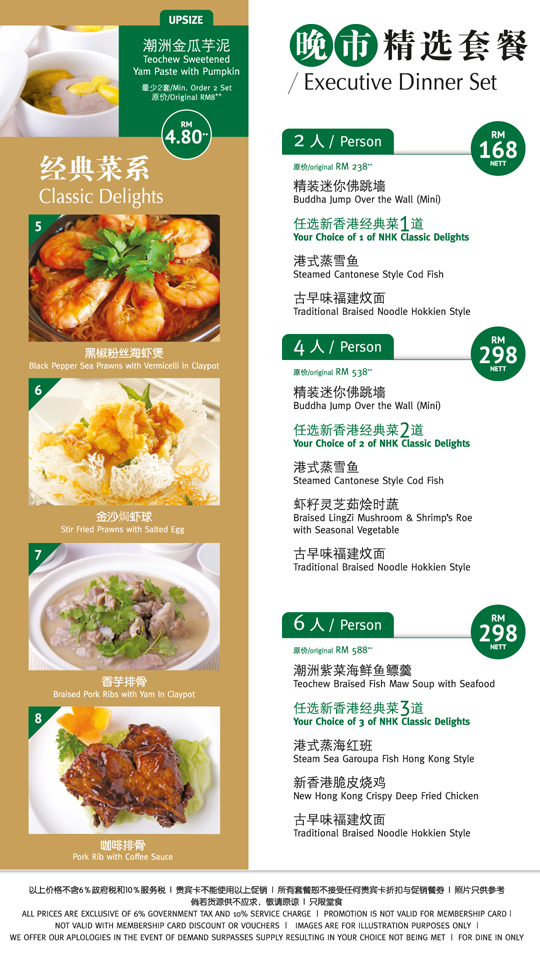 UPSIZE
潮洲金瓜芋泥
Teochew Sweetened
Yam Paste with Pumpkin
最少2套/Min. Order 2 Set
原价/Original RM8++
RM
4.80++
经典菜系
Classic Delights
5
黑椒粉丝海虾煲
Black Pepper Sea Prawns with Vermicelli in Claypot
6
金沙焗虾球
Stir Fried Prawns with Salted Egg
7
香芋排骨
Braised Pork Ribs with Yam In Claypot
8
咖啡排骨
Pork Rib with Coffee Sauce
晚市精选套餐
/ Executive Dinner Set
2 人 / Person
RM
168
NETT
原价/original RM 238++
精装迷你佛跳墙
Buddha Jump Over the Wall (Mini)
任选新香港经典菜1道
Your Choice of 1 of NHK Classic Delights
港式蒸雪鱼
Steamed Cantonese Style Cod Fish
古早味福建炆面
Traditional Braised Noodle Hokkien Style
4 人 / Person
RM
298
NETT
原价/original RM 538++
精装迷你佛跳墙
Buddha Jump Over the Wall (Mini)
任选新香港经典菜2道
Your Choice of 2 of NHK Classic Delights
港式蒸雪鱼
Steamed Cantonese Style Cod Fish
虾籽灵芝茹烩时蔬
Braised LingZi Mushroom & Shrimp's Roe
with Seasonal Vegetable
古早味福建炆面
Traditional Braised Noodle Hokkien Style
6 人 / Person
RM
298
NETT
原价/original RM 588++
潮洲紫菜海鲜鱼鳔羹
Teochew Braised Fish Maw Soup with Seafood
任选新香港经典菜3道
Your Choice of 3 of NHK Classic Delights
港式蒸海红班
Steam Sea Garoupa Fish Hong Kong Style
新香港脆皮烧鸡
New Hong Kong Crispy Deep Fried Chicken
古早味福建炆面
Traditional Braised Noodle Hokkien Style
以上价格不含6%政府税和10%服务税 | 贵宾卡不能使用以上促销 | 所有套餐恕不接受任何贵宾卡折扣与促销餐券 | 照片只供参考
倘若货源供不应求，敬请原谅 | 只限堂食
ALL PRICES ARE EXCLUSIVE OF 6% GOVERNMENT TAX AND 10% SERVICE CHARGE | PROMOTION IS NOT VALID FOR MEMBERSHIP CARD |
NOT VALID WITH MEMBERSHIP CARD DISCOUNT OR VOUCHERS | IMAGES ARE FOR ILLUSTRATION PURPOSES ONLY |
WE OFFER OUR APLOLOGIES IN THE EVENT OF DEMAND SURPASSES SUPPLY RESULTING IN YOUR CHOICE NOT BEING MET | FOR DINE IN ONLY